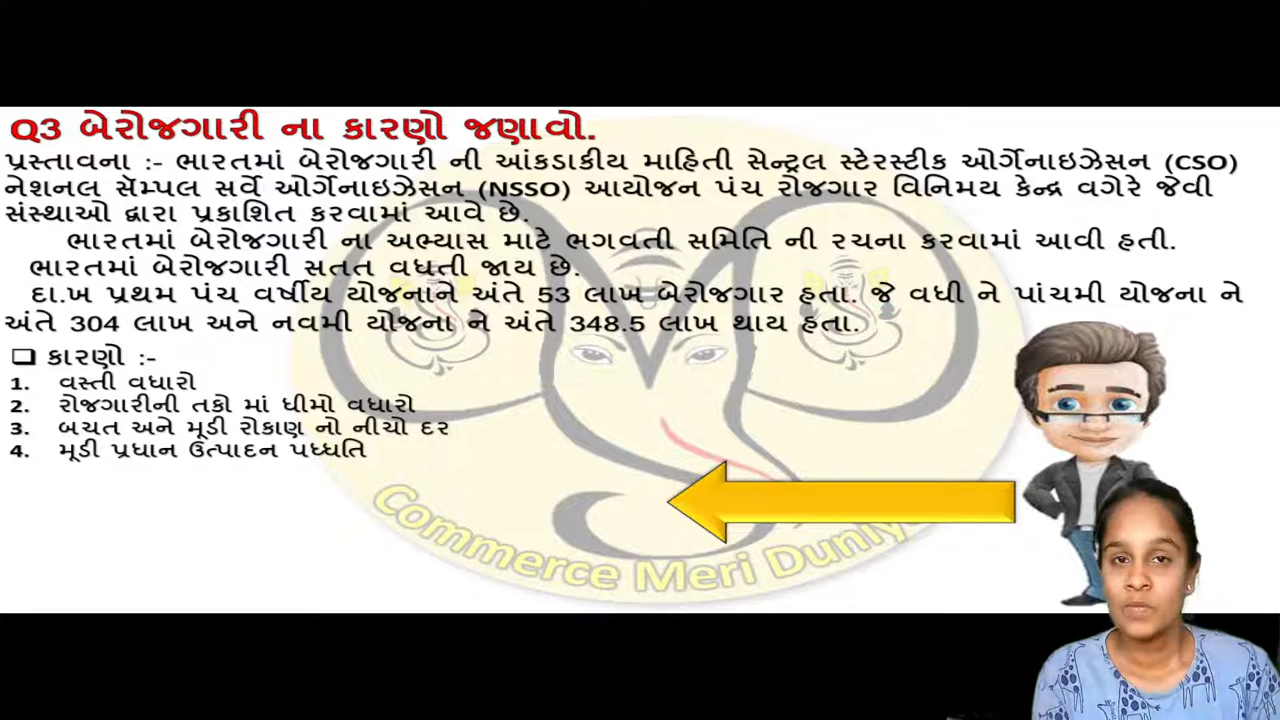 Q3 બેરોજગારી ના કારણો જણાવો.
પ્રસ્તાવના :- ભારતમાં બેરોજગારી ની આંકડાકીય માહિતી સેન્ટ્રલ સ્ટેરસ્ટીક ઓર્ગેનાઇઝેસન (CSO)
નેશનલ સૅમ્પલ સર્વે ઓર્ગેનાઇઝેસન (NSSO) આયોજન પંચ રોજગાર વિનિમય કેન્દ્ર વગેરે જેવી
સંસ્થાઓ દ્વારા પ્રકાશિત કરવામાં આવે છે.
ભારતમાં બેરોજગારી ના અભ્યાસ માટે ભગવતી સમિતિ ની રચના કરવામાં આવી હતી.
ભારતમાં બેરોજગારી સતત વધતી જાય છે.
દા.ખ પ્રથમ પંચ વર્ષીય યોજનાને અંતે 53 લાખ બેરોજગાર હતા. જે વધી ને પાંચમી યોજના ને
અંતે 304 લાખ અને નવમી યોજના ને અંતે 348.5 લાખ થાય હતા.
❑ કારણો :-
1. વસ્તી વધારો
2. રોજગારીની તકો માં ધીમો વધારો
3. બચત અને મૂડી રોકાણ નો નીચો દર
4. મૂડી પ્રધાન ઉત્પાદન પધ્ધતિ
Commerce Meri Duniya